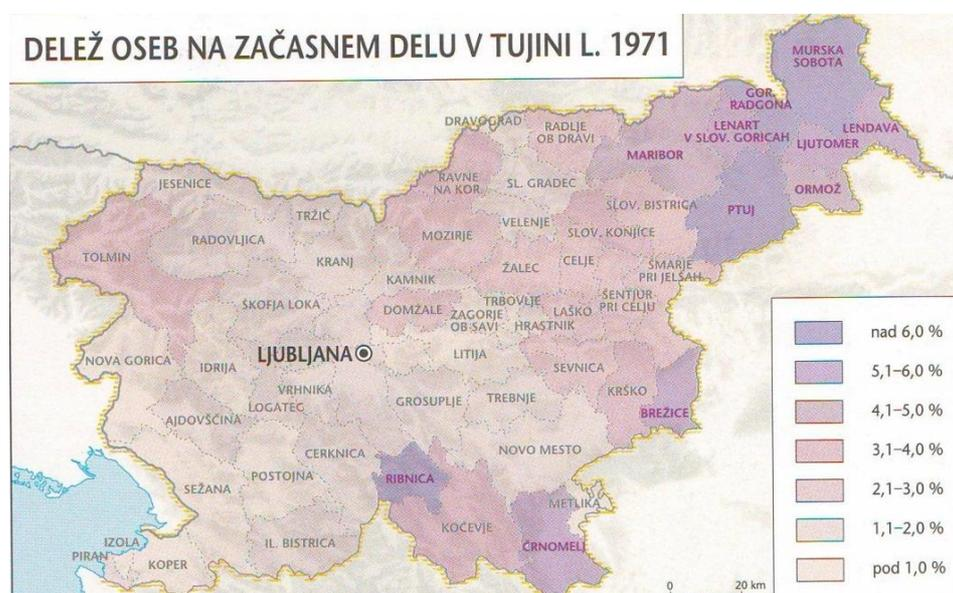 DELEŽ OSEB NA ZAČASNEM DELU V TUJINI L. 1971
MURSKA
SOBOTA
GOR.
RADGONA
LENART
V SLOV. GORICAH
LENDAVA
LJUTOMER
DRAVOGRAD
RADLJE
OB DRAVI
MARIBOR
ORMOŽ
JESENICE
RAVNE
NA KOR.
SL. GRADEC
SLOV. BISTRICA
PTUJ
TRŽIČ
VELENJE
RADOVLJICA
MOZIRJE
SLOV. KONJICE
TOLMIN
KRANJ
ŽALEC
CELJE
ŠMARJE
PRI JELŠAH
KAMNIK
ŠKOFJA LOKA
DOMŽALE
TRBOVLJE
ZAGORJE
OB SAVI
HRASTNIK
LAŠKO
ŠENTJUR
PRI CELJU
NOVA GORICA
IDRIJA
LJUBLJANA
LITIJA
SEVNICA
VRHNIKA
LOGATEC
GROSUPLJE
TREBNJE
KRŠKO
AJDOVŠČINA
BREŽICE
CERKNICA
NOVO MESTO
POSTOJNA
RIBNICA
SEŽANA
METLIKA
KOČEVJE
IZOLA
PIRAN
KOPER
IL. BISTRICA
ČRNOMELJ
0 20 km
nad 6,0 %
5,1–6,0 %
4,1–5,0 %
3,1–4,0 %
2,1–3,0 %
1,1–2,0 %
pod 1,0 %